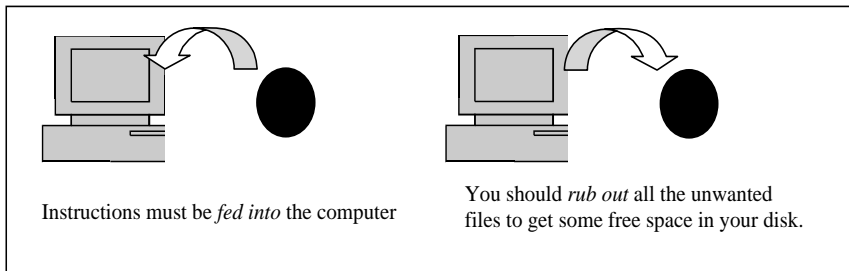 Instructions must be fed into the computer
You should rub out all the unwanted
files to get some free space in your disk.